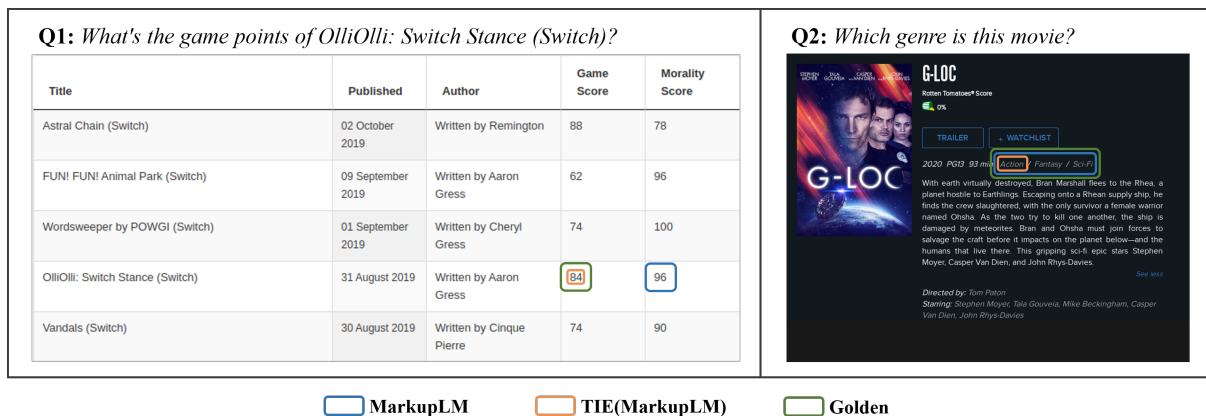 Q1: What's the game points of OlliOlli: Switch Stance (Switch)?
Title Published Author Game Score Morality Score
Astral Chain (Switch) 02 October 2019 Written by Remington 88 78
FUN! FUN! Animal Park (Switch) 09 September 2019 Written by Aaron Gress 62 96
Wordsweeper by POWGI (Switch) 01 September 2019 Written by Cheryl Gress 74 100
OlliOlli: Switch Stance (Switch) 31 August 2019 Written by Aaron Gress 84 96
Vandals (Switch) 30 August 2019 Written by Cinque Pierre 74 90
Q2: Which genre is this movie?
STEPHEN MOYER TALA GOUVEIA CASPER VAN DIEN JOHN RHYS-DAVIES
G-LOC
G-LOC
Rotten Tomatoes® Score
0%
TRAILER + WATCHLIST
2020 PG13 93 min Action / Fantasy / Sci-Fi
With earth virtually destroyed, Bran Marshall flees to the Rhea, a
planet hostile to Earthlings. Escaping onto a Rhean supply ship, he
finds the crew slaughtered, with the only survivor a female warrior
named Ohsha. As the two try to kill one another, the ship is
damaged by meteorites. Bran and Ohsha must join forces to
salvage the craft before it impacts on the planet below—and the
humans that live there. This gripping sci-fi epic stars Stephen
Moyer, Casper Van Dien, and John Rhys-Davies.
See less
Directed by: Tom Paton
Starring: Stephen Moyer, Tala Gouveia, Mike Beckingham, Casper
Van Dien, John Rhys-Davies
MarkupLM TIE(MarkupLM) Golden